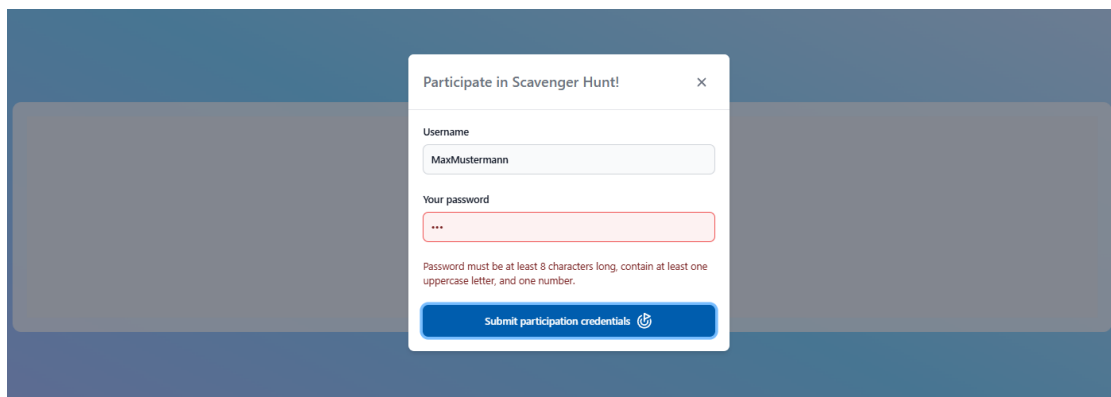 Participate in Scavenger Hunt!
Username
MaxMustermann
Your password
•••
Password must be at least 8 characters long, contain at least one
uppercase letter, and one number.
Submit participation credentials